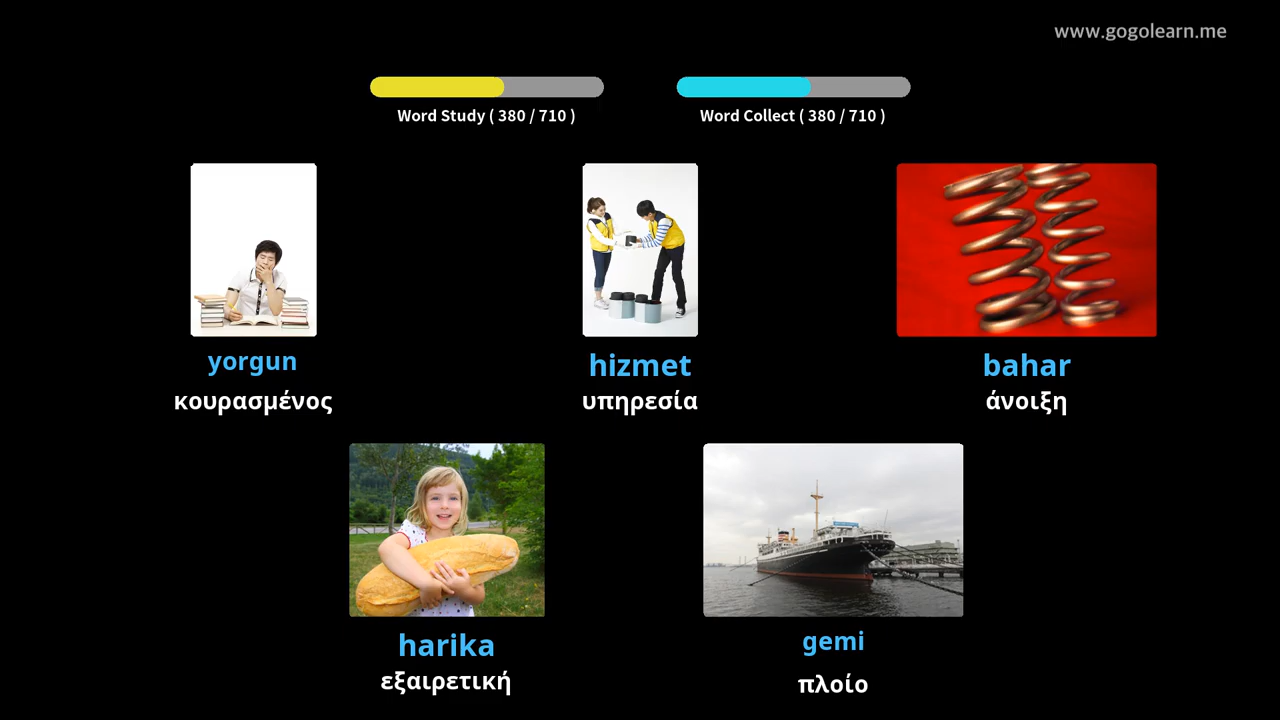 www.gogolearn.me
Word Study ( 380 / 710 )
Word Collect ( 380 / 710 )
yorgun
κουρασμένος
hizmet
υπηρεσία
bahar
άνοιξη
harika
εξαιρετική
gemi
πλοίο